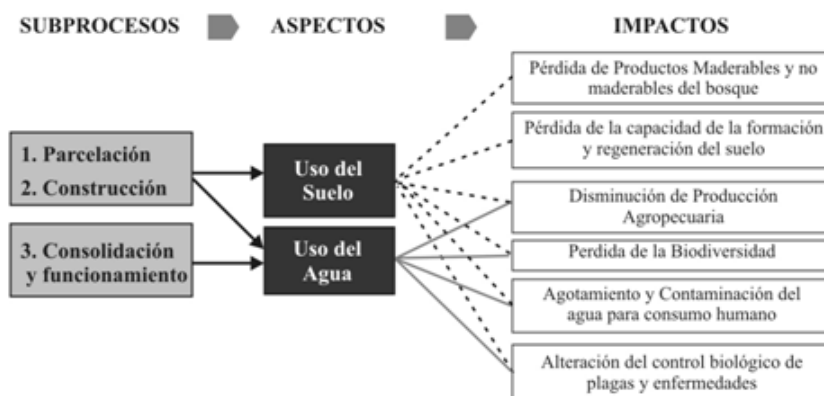 SUBPROCESOS
ASPECTOS
IMPACTOS
1. Parcelación
2. Construcción
3. Consolidación
y funcionamiento
Uso del
Suelo
Uso del
Agua
Pérdida de Productos Maderables y no
maderables del bosque
Pérdida de la capacidad de la formación
y regeneración del suelo
Disminución de Producción
Agropecuaria
Perdida de la Biodiversidad
Agotamiento y Contaminación del
agua para consumo humano
Alteración del control biológico de
plagas y enfermedades